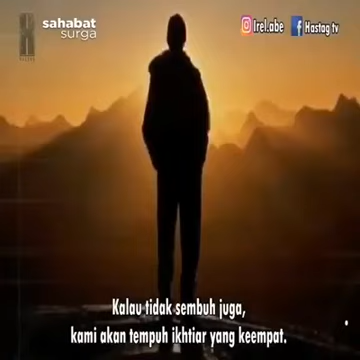 sahabat
surga
Irel.abe
Hastag tv
Kalau tidak sembuh juga,
kami akan tempuh ikhtiar yang keempat.